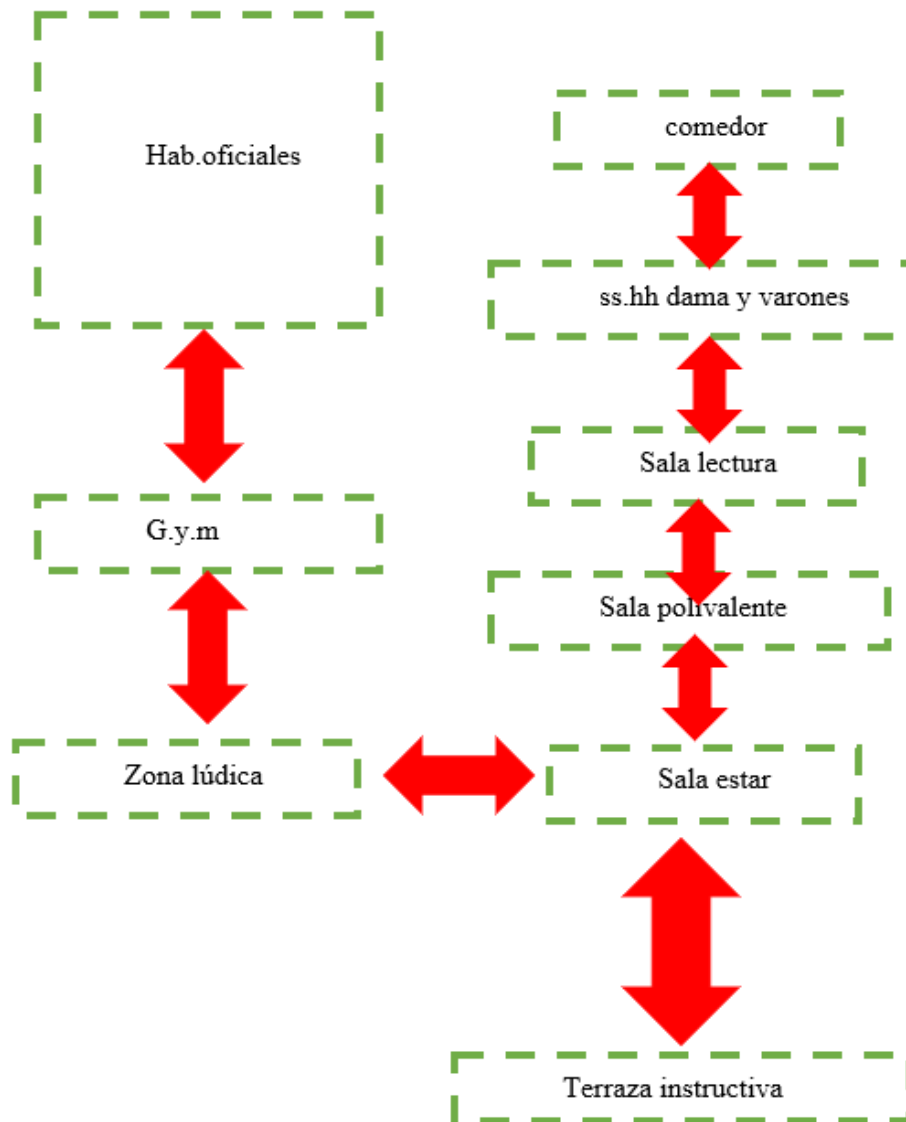 Hab.oficiales
comedor
ss.hh dama y varones
Sala lectura
G.y.m
Sala polivalente
Zona lúdica
Sala estar
Terraza instructiva